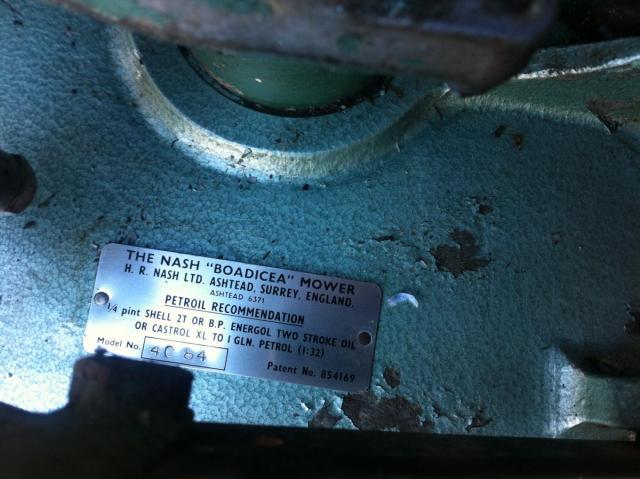 THE NASH "BOADICEA" MOWER
H. R. NASH LTD. ASHTEAD, SURREY, ENGLAND.
ASHTEAD 6371
PETROIL RECOMMENDATION
¼ pint SHELL 2T OR B.P. ENERGOL TWO STROKE OIL
OR CASTROL XL TO 1 GLN. PETROL (1:32)
Model No. 4C 84 Patent No. 854169